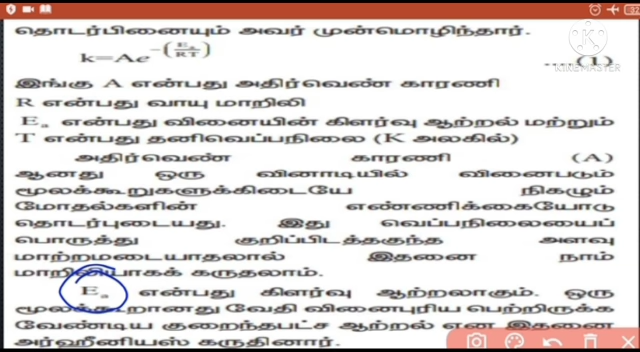 தொடர்பினையும் அவர் முன்மொழிந்தார்.
k=Ae^-(Ea/RT) ....(1)
இங்கு A என்பது அதிர்வெண் காரணி
R என்பது வாயு மாறிலி
Ea என்பது வினையின் கிளர்வு ஆற்றல் மற்றும்
T என்பது தனிவெப்பநிலை (K அலகில்)
அதிர்வெண் காரணி (A)
ஆனது ஒரு வினாடியில் வினைபடும்
மூலக்கூறுகளுக்கிடையே நிகழும்
மோதல்களின் எண்ணிக்கையோடு
தொடர்புடையது. இது வெப்பநிலையைப்
பொருத்து குறிப்பிடத்தகுந்த அளவு
மாற்றமடையாதலால் இதனை நாம்
மாறிலியாகக் கருதலாம்.
Ea என்பது கிளர்வு ஆற்றலாகும். ஒரு
மூலக்கூறானது வேதி வினைபுரிய பெற்றிருக்க
வேண்டிய குறைந்தபட்ச ஆற்றல் என இதனை
அர்ஹீனியஸ் கருதினார்.
KINEMASTER